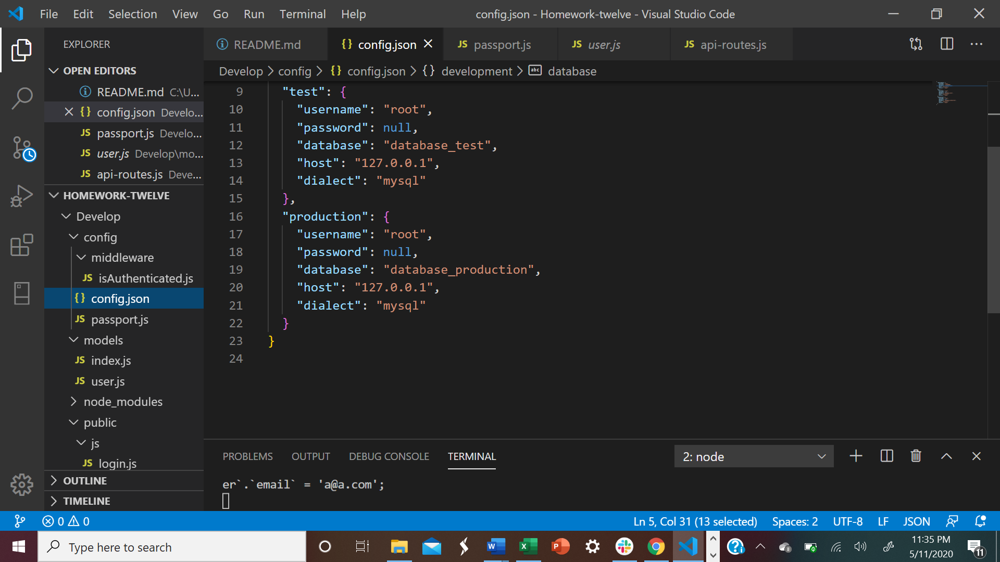 File Edit Selection View Go Run Terminal Help config.json - Homework-twelve - Visual Studio Code
EXPLORER
OPEN EDITORS
README.md C:\U...
config.json Develo...
passport.js Develo...
user.js Develop\mo...
api-routes.js Deve...
HOMEWORK-TWELVE
Develop
config
middleware
JS isAuthenticated.js
{} config.json
JS passport.js
models
JS index.js
JS user.js
node_modules
public
js
JS login.js
OUTLINE
TIMELINE
README.md {} config.json JS passport.js JS user.js JS api-routes.js
Develop > config > {} config.json > {} development > abc database
9 "test": {
10 "username": "root",
11 "password": null,
12 "database": "database_test",
13 "host": "127.0.0.1",
14 "dialect": "mysql"
15 },
16 "production": {
17 "username": "root",
18 "password": null,
19 "database": "database_production",
20 "host": "127.0.0.1",
21 "dialect": "mysql"
22 }
23 }
24
PROBLEMS OUTPUT DEBUG CONSOLE TERMINAL 2: node
er`.`email` = 'a@a.com';
0 0 Ln 5, Col 31 (13 selected) Spaces: 2 UTF-8 LF JSON
Type here to search
11:35 PM
5/11/2020
11